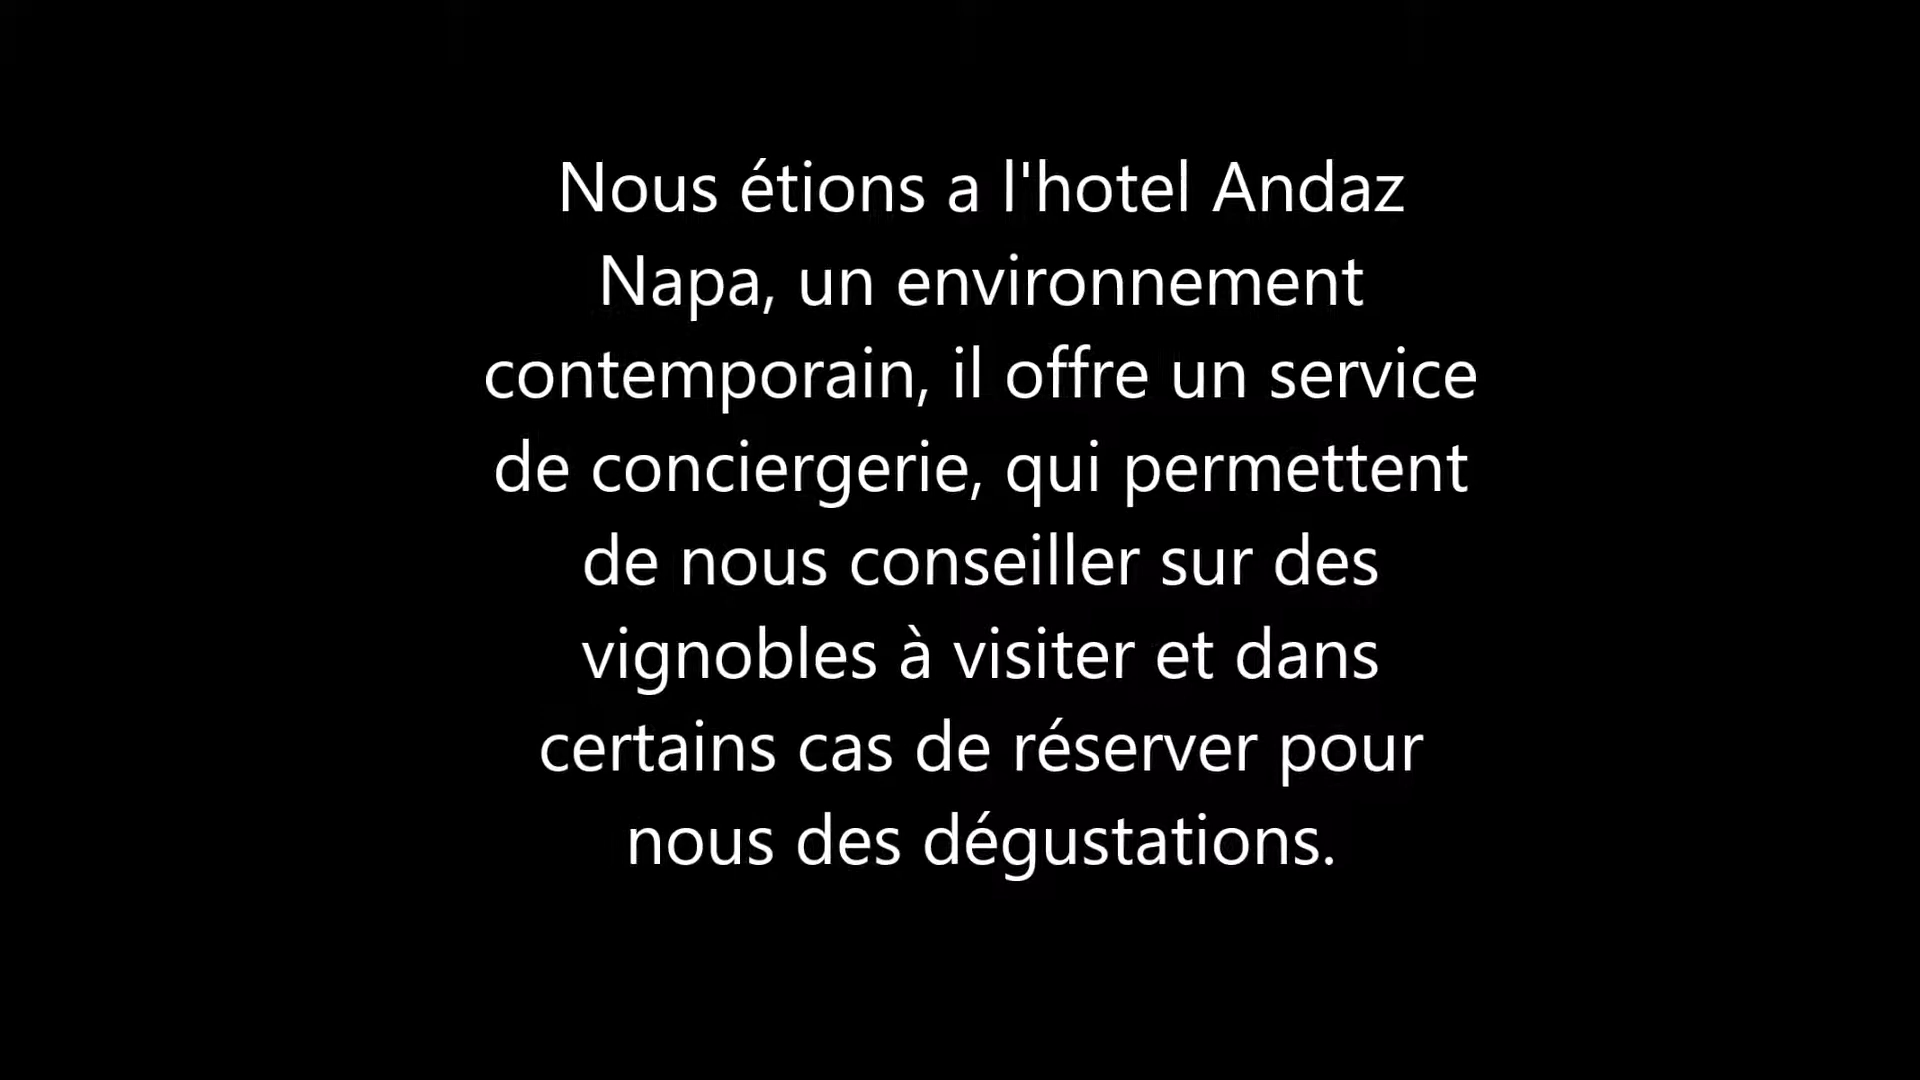 Nous étions a l'hotel Andaz
Napa, un environnement
contemporain, il offre un service
de conciergerie, qui permettent
de nous conseiller sur des
vignobles à visiter et dans
certains cas de réserver pour
nous des dégustations.